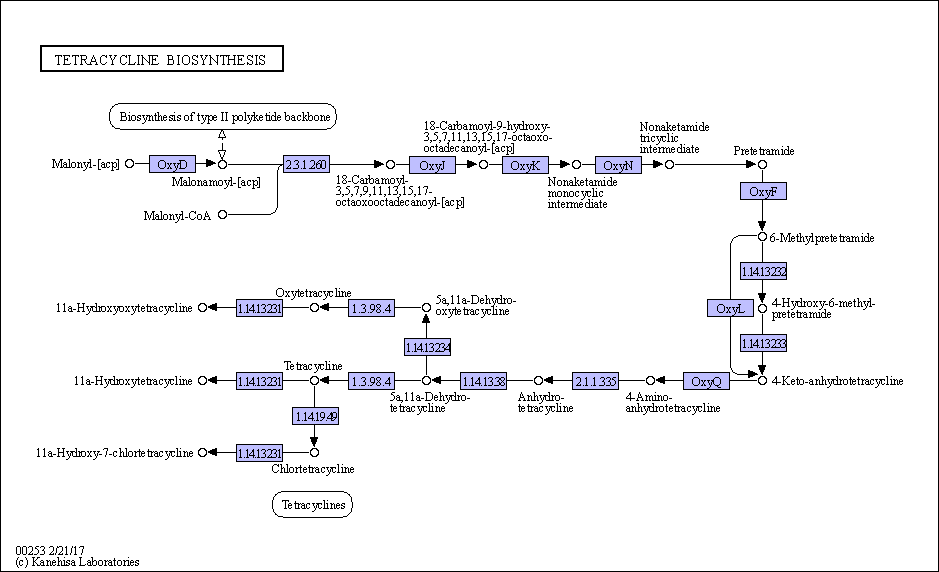 TETRACYCLINE BIOSYNTHESIS
Biosynthesis of type II polyketide backbone
18-Carbamoyl-9-hydroxy-
3,5,7,11,13,15,17-octaoxo-
octadecanoyl-[acp]
Nonaketamide
tricyclic
intermediate
Malonyl-[acp]
OxyD
2.3.1.260
OxyJ
OxyK
OxyN
Pretetramide
Malonamoyl-[acp]
18-Carbamoyl-
3,5,7,9,11,13,15,17-
octaoxooctadecanoyl-[acp]
Nonaketamide
monocyclic
intermediate
OxyF
Malonyl-CoA
6-Methylpretetramide
1.14.13.232
Oxytetracycline
11a-Hydroxyoxytetracycline
1.14.13.231
1.3.98.4
5a,11a-Dehydro-
oxytetracycline
OxyL
4-Hydroxy-6-methyl-
pretetramide
1.14.13.234
1.14.13.233
Tetracycline
11a-Hydroxytetracycline
1.14.13.231
1.3.98.4
1.14.13.38
2.1.1.335
OxyQ
4-Keto-anhydrotetracycline
5a,11a-Dehydro-
tetracycline
Anhydro-
tetracycline
4-Amino-
anhydrotetracycline
1.14.19.49
11a-Hydroxy-7-chlortetracycline
1.14.13.231
Chlortetracycline
Tetracyclines
00253 2/21/17
(c) Kanehisa Laboratories